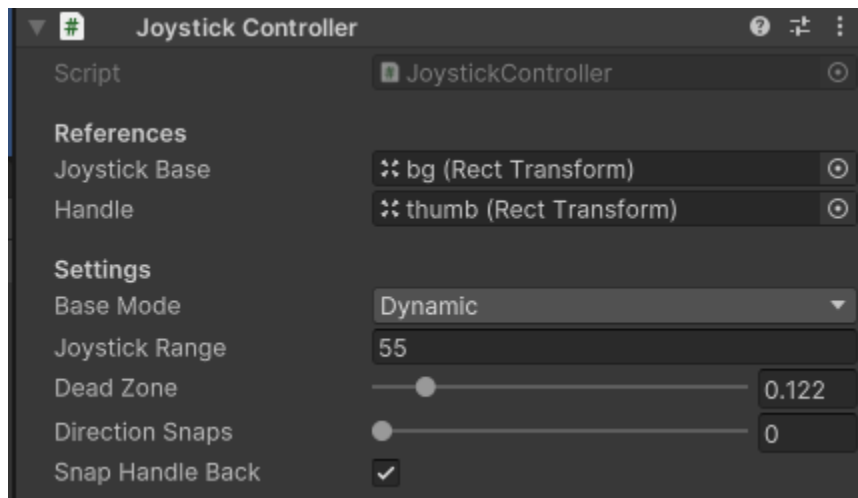 # Joystick Controller
Script # JoystickController
References
Joystick Base bg (Rect Transform)
Handle thumb (Rect Transform)
Settings
Base Mode Dynamic
Joystick Range 55
Dead Zone 0.122
Direction Snaps 0
Snap Handle Back